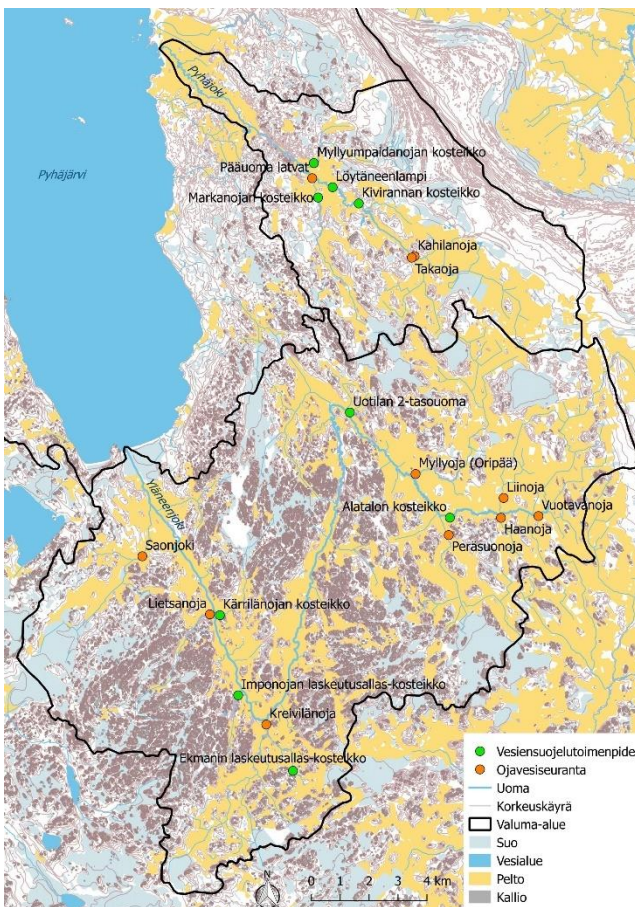 Pyhäjoki
Pyhäjärvi
Myllyumpaidanojan kosteikko
Pääuoma latvat
Löytäneenlampi
Markanojan kosteikko
Kivirannan kosteikko
Kahilanoja
Takaoja
Uotilan 2-tasouoma
Myllyoja (Oripää)
Liinoja
Alatalon kosteikko
Vuotavanoja
Haanoja
Peräsuonoja
Yläneenjoki
Saonjoki
Lietsanoja
Kärrilänojan kosteikko
Imponojan laskeutusallas-kosteikko
Kreivilänoja
Ekmanin laskeutusallas-kosteikko
Vesiensuojelutoimenpide
Ojavesiseuranta
Uoma
Korkeuskäyrä
Valuma-alue
Suo
Vesialue
Pelto
Kallio
N
0 2 4 km